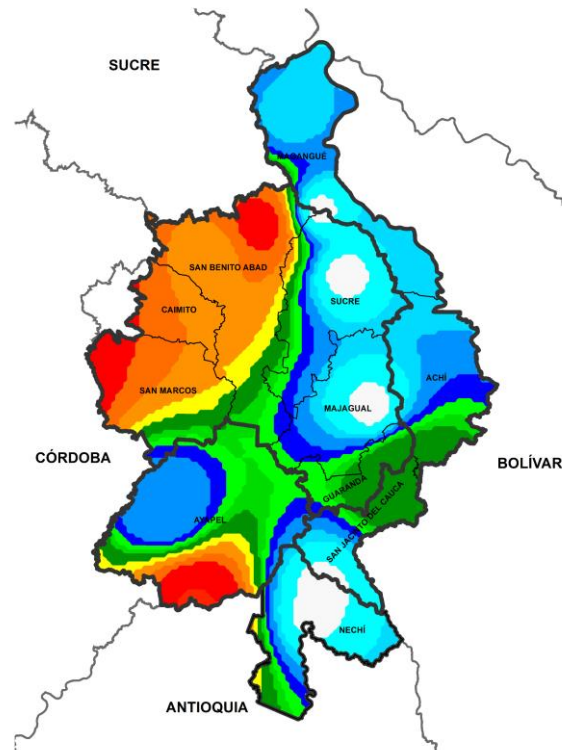 SUCRE
MAGANGUÉ
SAN BENITO ABAD
SUCRE
CAIMITO
ACHÍ
SAN MARCOS
MAJAGUAL
CÓRDOBA
BOLÍVAR
GUARANDA
AYAPEL
SAN JACINTO DEL CAUCA
NECHÍ
ANTIOQUIA